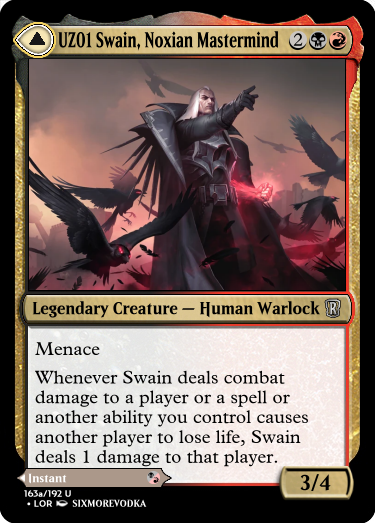 UZ01 Swain, Noxian Mastermind 2
Legendary Creature — Human Warlock R
Menace
Whenever Swain deals combat
damage to a player or a spell or
another ability you control causes
another player to lose life, Swain
deals 1 damage to that player.
Instant
3/4
163a/192 U
• LOR SIXMOREVODKA